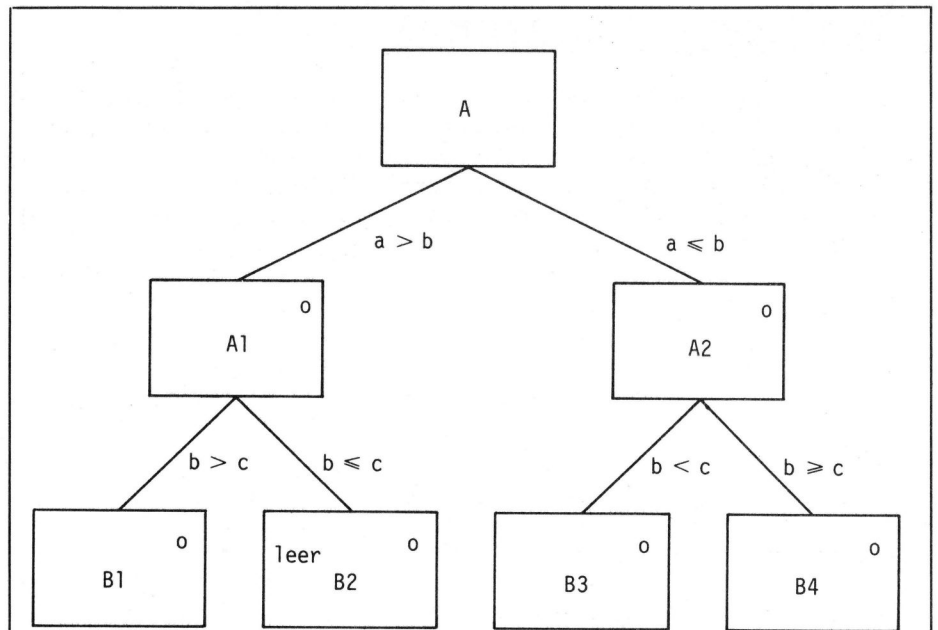 A
a > b
a ⩽ b
o
A1
o
A2
b > c
b ⩽ c
b < c
b ⩾ c
o
B1
leer
o
B2
o
B3
o
B4